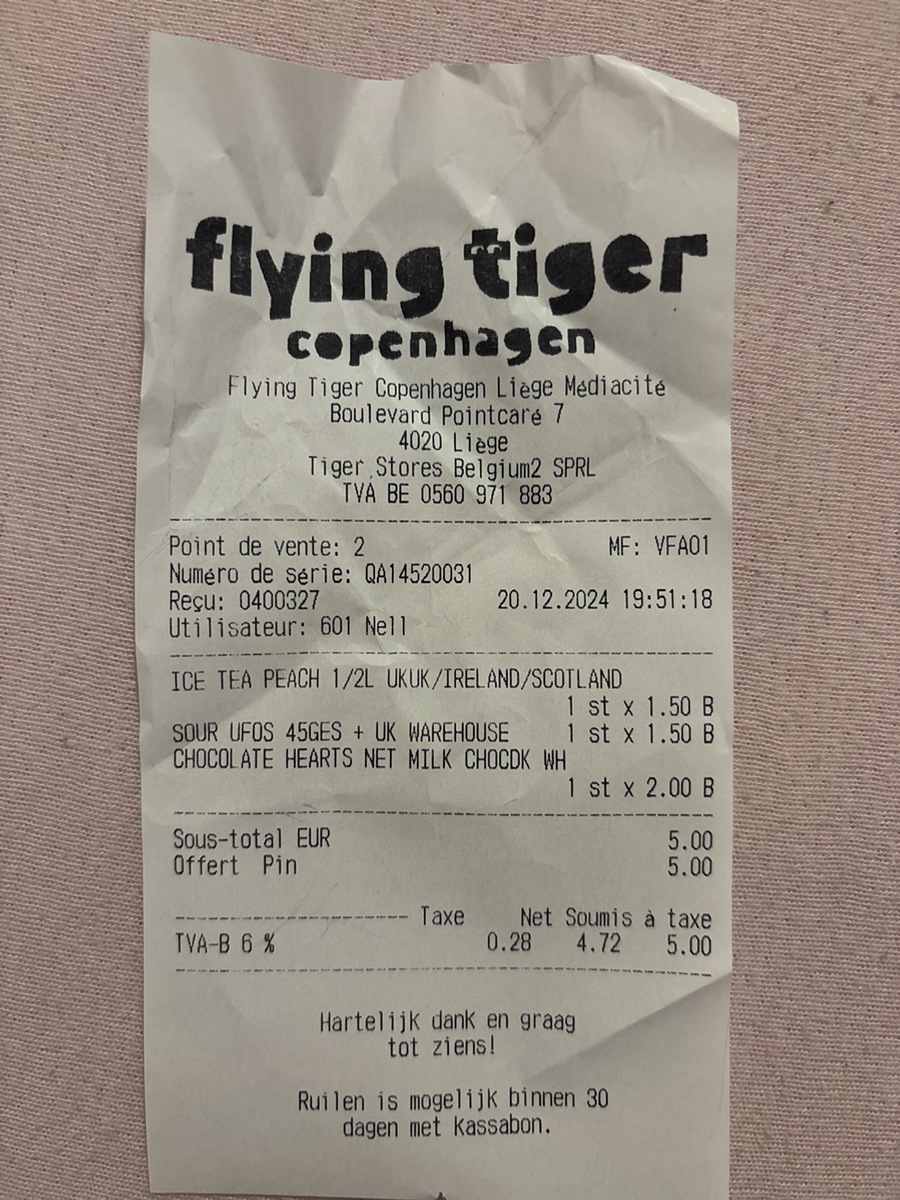 flying tiger
copenhagen
Flying Tiger Copenhagen Liège Médiacité
Boulevard Pointcaré 7
4020 Liège
Tiger Stores Belgium2 SPRL
TVA BE 0560 971 883
Point de vente: 2 MF: VFA01
Numéro de série: QA14520031
Reçu: 0400327 20.12.2024 19:51:18
Utilisateur: 601 Nell
ICE TEA PEACH 1/2L UKUK/IRELAND/SCOTLAND
1 st x 1.50 B
SOUR UFOS 45GES + UK WAREHOUSE 1 st x 1.50 B
CHOCOLATE HEARTS NET MILK CHOCDK WH
1 st x 2.00 B
Sous-total EUR 5.00
Offert Pin 5.00
Taxe Net Soumis à taxe
TVA-B 6 % 0.28 4.72 5.00
Hartelijk dank en graag
tot ziens!
Ruilen is mogelijk binnen 30
dagen met kassabon.